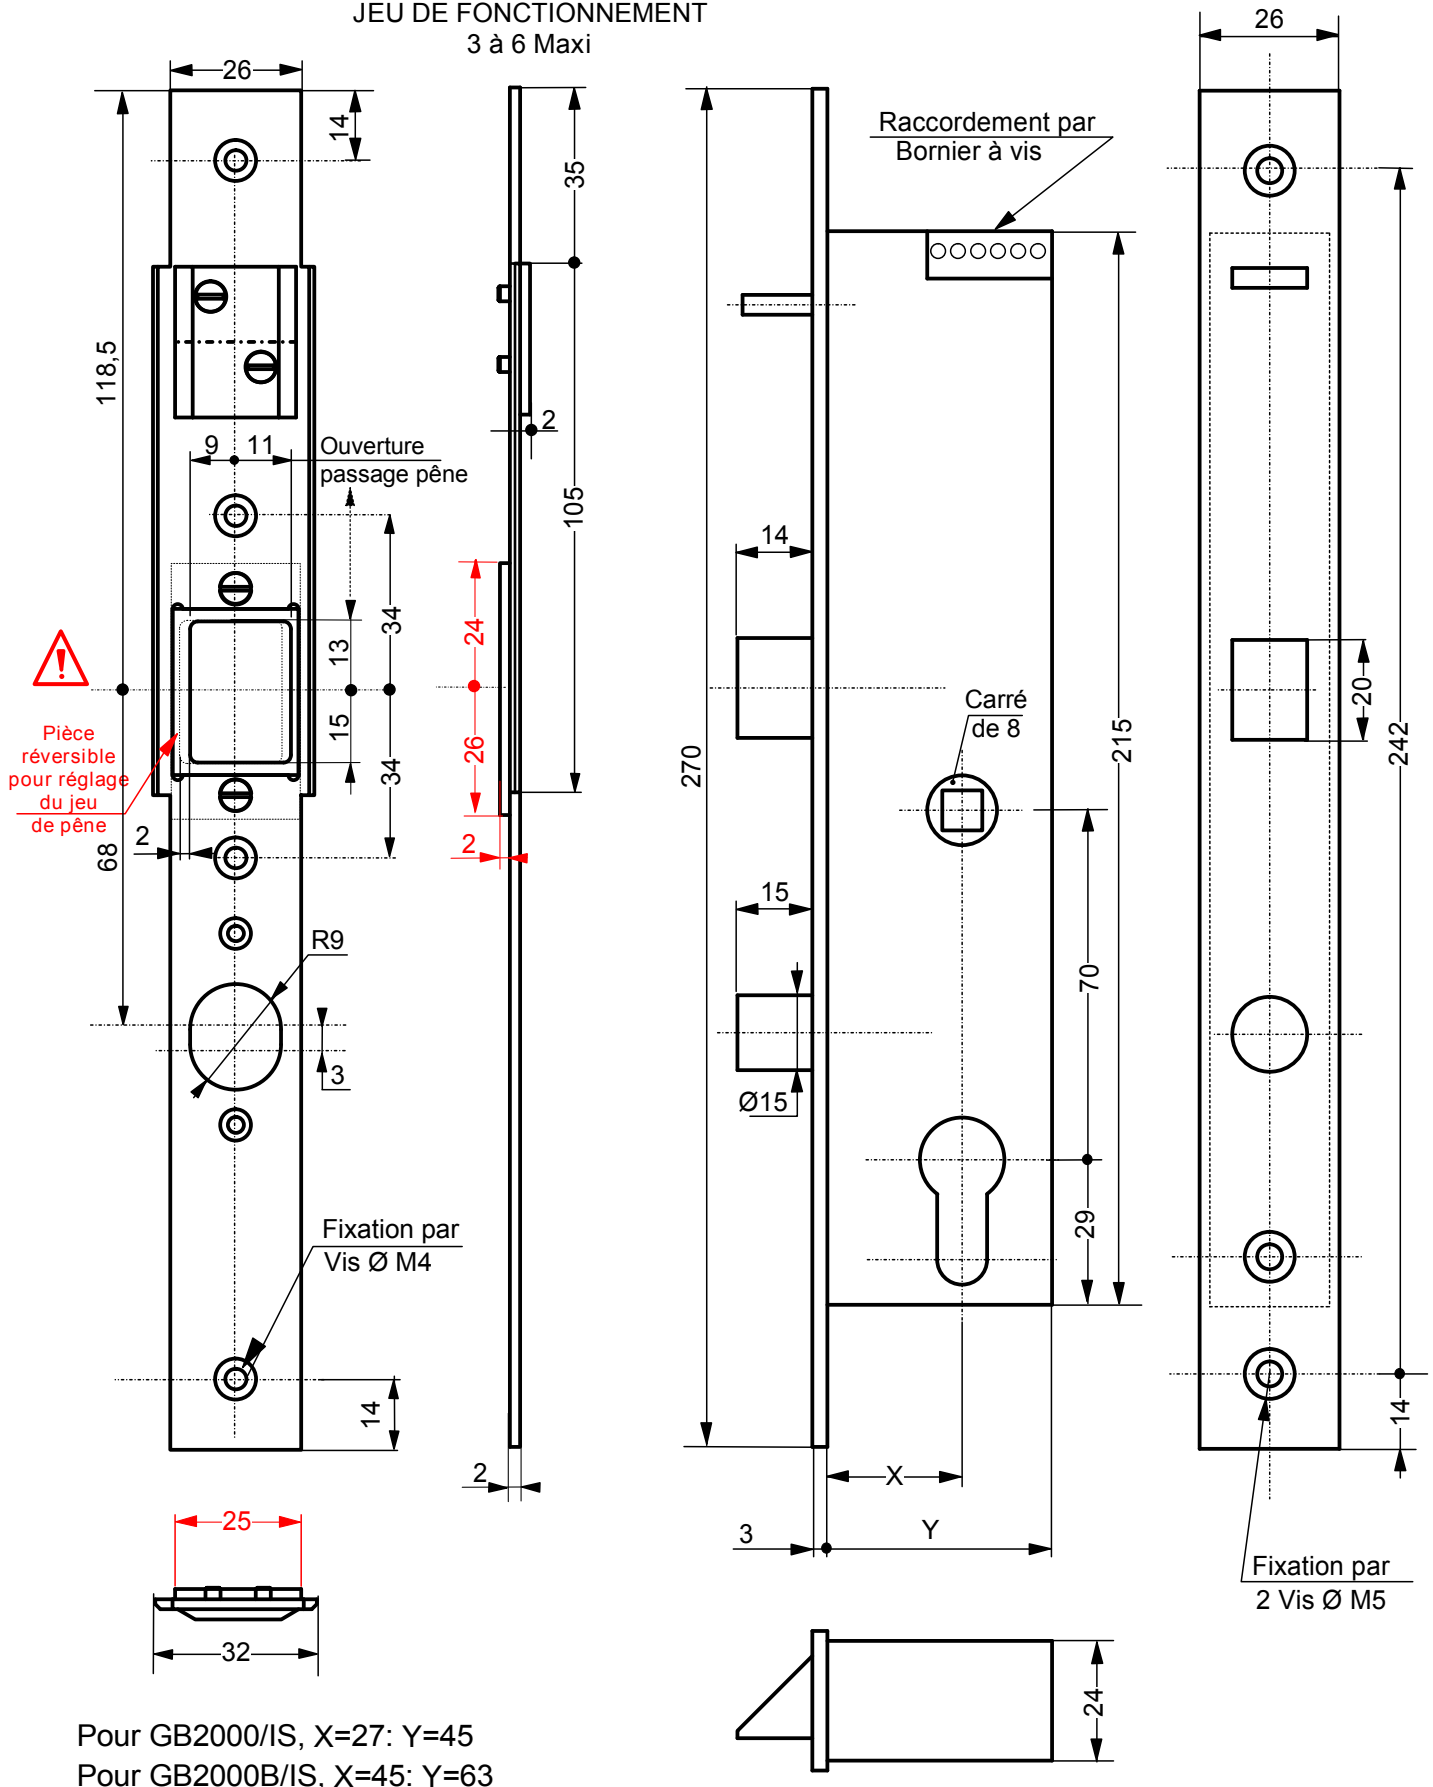 JEU DE FONCTIONNEMENT
3 à 6 Maxi
26
14
118,5
9
11
Ouverture
passage pêne
34
13
15
34
Pièce
réversible
pour réglage
du jeu
de pêne
2
68
R9
3
Fixation par
Vis Ø M4
14
25
32
35
105
2
24
26
2
2
Raccordement par
Bornier à vis
14
270
Carré
de 8
215
15
70
Ø15
29
X
3
Y
24
26
20
242
14
Fixation par
2 Vis Ø M5
Pour GB2000/IS, X=27: Y=45
Pour GB2000B/IS, X=45: Y=63